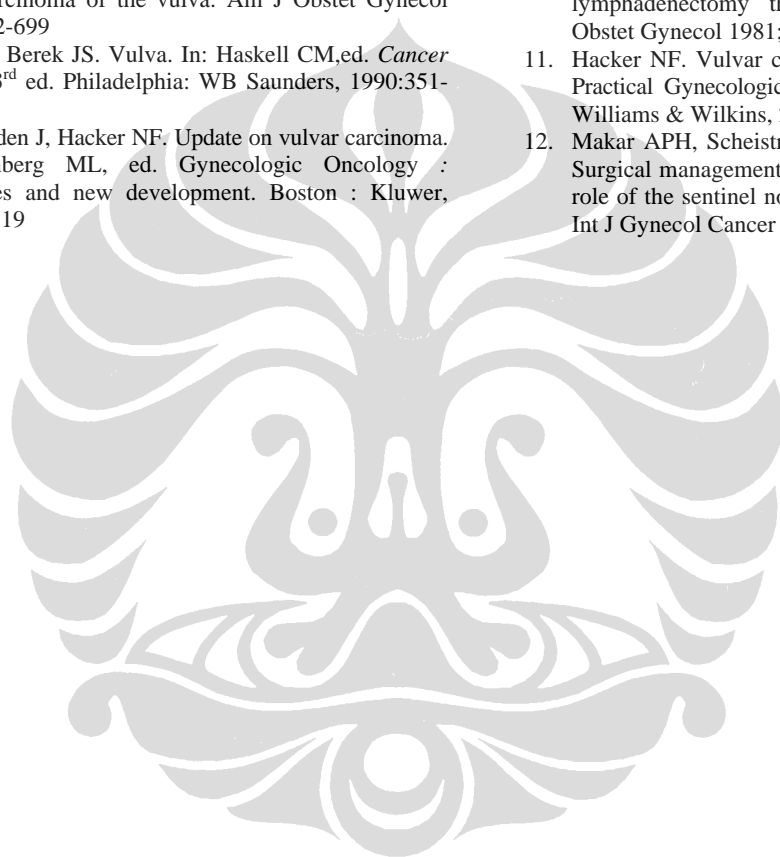 rcinoma of the vulva. Am J Obstet Gynecol
2-699
Berek JS. Vulva. In: Haskell CM,ed. Cancer
rd ed. Philadelphia: WB Saunders, 1990:351-
den J, Hacker NF. Update on vulvar carcinoma.
berg ML, ed. Gynecologic Oncology :
es and new development. Boston : Kluwer,
19
lymphadenectomy th
Obstet Gynecol 1981;
11. Hacker NF. Vulvar c
Practical Gynecologic
Williams & Wilkins,
12. Makar APH, Scheistr
Surgical management
role of the sentinel no
Int J Gynecol Cancer